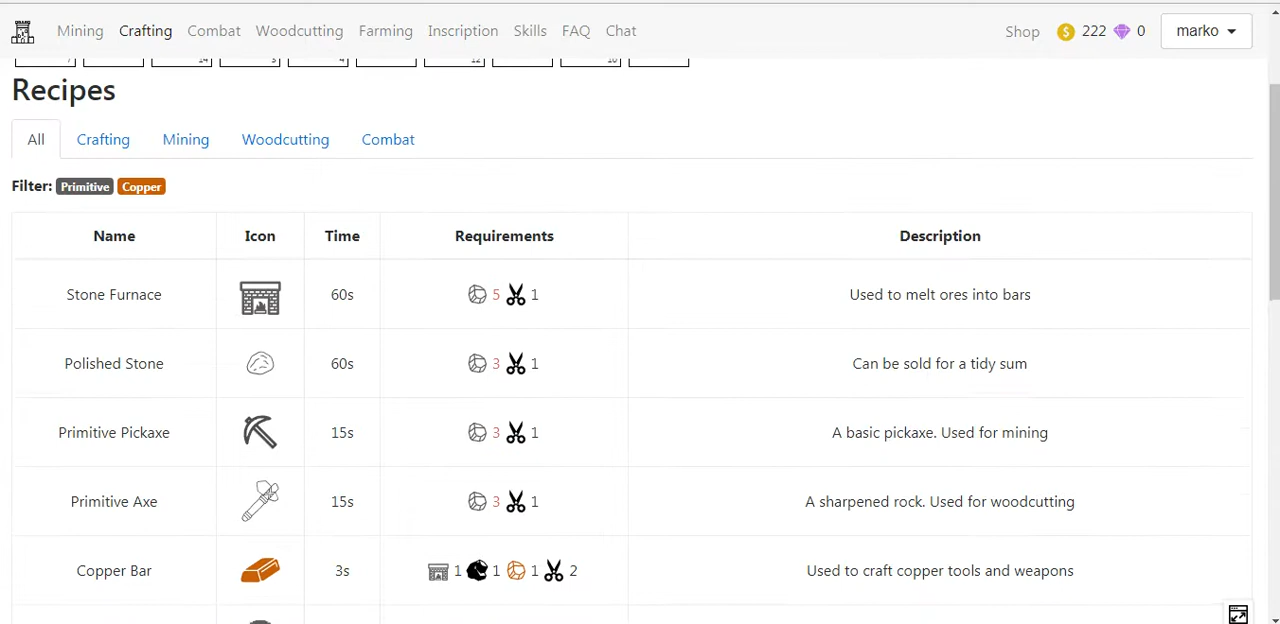 Mining Crafting Combat Woodcutting Farming Inscription Skills FAQ Chat Shop 222 0 marko
Recipes
All Crafting Mining Woodcutting Combat
Filter: Primitive Copper
Name Icon Time Requirements Description
Stone Furnace 60s 5 1 Used to melt ores into bars
Polished Stone 60s 3 1 Can be sold for a tidy sum
Primitive Pickaxe 15s 3 1 A basic pickaxe. Used for mining
Primitive Axe 15s 3 1 A sharpened rock. Used for woodcutting
Copper Bar 3s 1 1 1 2 Used to craft copper tools and weapons